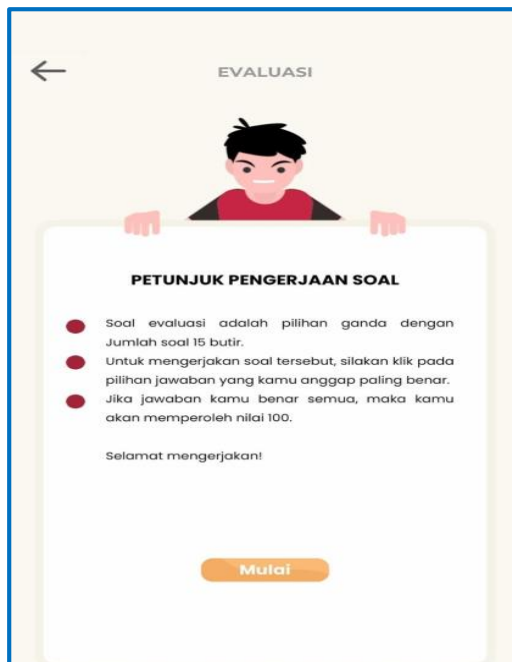 EVALUASI
PETUNJUK PENGERJAAN SOAL
Soal evaluasi adalah pilihan ganda dengan
Jumlah soal 15 butir.
Untuk mengerjakan soal tersebut, silakan klik pada
pilihan jawaban yang kamu anggap paling benar.
Jika jawaban kamu benar semua, maka kamu
akan memperoleh nilai 100.
Selamat mengerjakan!
Mulai